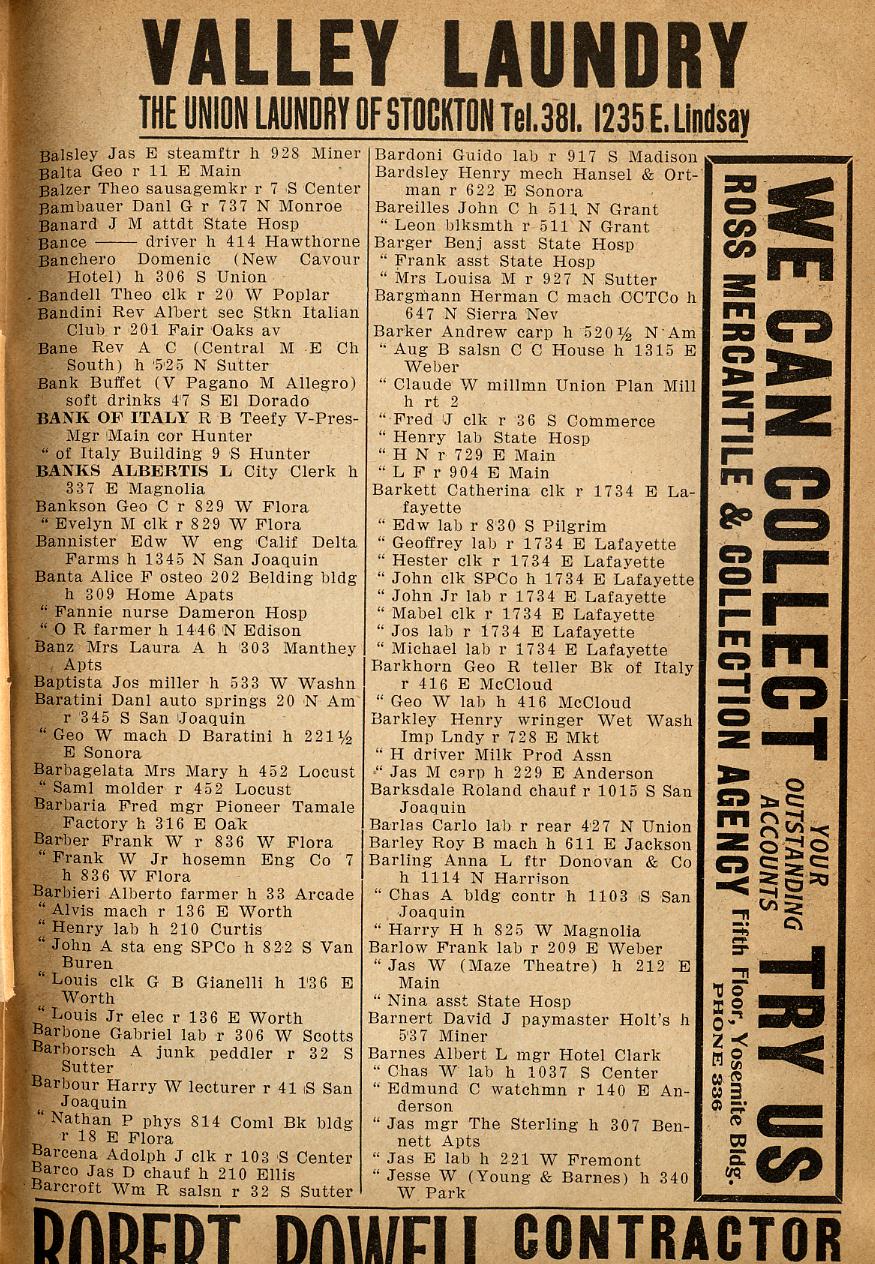 VALLEY LAUNDRY
THE UNION LAUNDRY OF STOCKTON Tel. 381. 1235 E. Lindsay
Balsley Jas E steamftr h 928 Miner
Balta Geo r 11 E Main
Balzer Theo sausagemkr r 7 S Center
Bambauer Danl G r 737 N Monroe
Banard J M attdt State Hosp
Bance —— driver h 414 Hawthorne
Banchero Domenic (New Cavour
Hotel) h 306 S Union
Bandell Theo clk r 20 W Poplar
Bandini Rev Albert sec Stkn Italian
Club r 201 Fair Oaks av
Bane Rev A C (Central M E Ch
South) h 525 N Sutter
Bank Buffet (V Pagano M Allegro)
soft drinks 47 S El Dorado
BANK OF ITALY R B Teefy V-Pres-
Mgr Main cor Hunter
" of Italy Building 9 S Hunter
BANKS ALBERTIS L City Clerk h
337 E Magnolia
Bankson Geo C r 829 W Flora
" Evelyn M clk r 829 W Flora
Bannister Edw W eng Calif Delta
Farms h 1345 N San Joaquin
Banta Alice F osteo 202 Belding bldg
h 309 Home Apats
" Fannie nurse Dameron Hosp
" O R farmer h 1446 N Edison
Banz Mrs Laura A h 303 Manthey
Apts
Baptista Jos miller h 533 W Washn
Baratini Danl auto springs 20 N Am
r 345 S San Joaquin
" Geo W mach D Baratini h 221½
E Sonora
Barbagelata Mrs Mary h 452 Locust
" Saml molder r 452 Locust
Barbaria Fred mgr Pioneer Tamale
Factory h 316 E Oak
Barber Frank W r 836 W Flora
" Frank W Jr hosemn Eng Co 7
h 836 W Flora
Barbieri Alberto farmer h 33 Arcade
" Alvis mach r 136 E Worth
" Henry lab h 210 Curtis
" John A sta eng SPCo h 822 S Van
Buren
" Louis clk G B Gianelli h 136 E
Worth
" Louis Jr elec r 136 E Worth
Barbone Gabriel lab r 306 W Scotts
Barborsch A junk peddler r 32 S
Sutter
Barbour Harry W lecturer r 41 S San
Joaquin
" Nathan P phys 814 Coml Bk bldg
r 18 E Flora
Barcena Adolph J clk r 103 S Center
Barco Jas D chauf h 210 Ellis
Barcroft Wm R salsn r 32 S Sutter
Bardoni Guido lab r 917 S Madison
Bardsley Henry mech Hansel & Ort-
man r 622 E Sonora
Bareilles John C h 511 N Grant
" Leon blksmth r 511 N Grant
Barger Benj asst State Hosp
" Frank asst State Hosp
" Mrs Louisa M r 927 N Sutter
Bargmann Herman C mach CCTCo h
647 N Sierra Nev
Barker Andrew carp h 520½ N Am
" Aug B salsn C C House h 1315 E
Weber
" Claude W millmn Union Plan Mill
h rt 2
" Fred J clk r 36 S Commerce
" Henry lab State Hosp
" H N r 729 E Main
" L F r 904 E Main
Barkett Catherina clk r 1734 E La-
fayette
" Edw lab r 830 S Pilgrim
" Geoffrey lab r 1734 E Lafayette
" Hester clk r 1734 E Lafayette
" John clk SPCo h 1734 E Lafayette
" John Jr lab r 1734 E Lafayette
" Mabel clk r 1734 E Lafayette
" Jos lab r 1734 E Lafayette
" Michael lab r 1734 E Lafayette
Barkhorn Geo R teller Bk of Italy
r 416 E McCloud
" Geo W lab h 416 McCloud
Barkley Henry wringer Wet Wash
Imp Lndy r 728 E Mkt
" H driver Milk Prod Assn
" Jas M carp h 229 E Anderson
Barksdale Roland chauf r 1015 S San
Joaquin
Barlas Carlo lab r rear 427 N Union
Barley Roy B mach h 611 E Jackson
Barling Anna L ftr Donovan & Co
h 1114 N Harrison
" Chas A bldg contr h 1103 S San
Joaquin
" Harry H h 825 W Magnolia
Barlow Frank lab r 209 E Weber
" Jas W (Maze Theatre) h 212 E
Main
" Nina asst State Hosp
Barnert David J paymaster Holt's h
537 Miner
Barnes Albert L mgr Hotel Clark
" Chas W lab h 1037 S Center
" Edmund C watchmn r 140 E An-
derson
" Jas mgr The Sterling h 307 Ben-
nett Apts
" Jas E lab h 221 W Fremont
" Jesse W (Young & Barnes) h 340
W Park
WE CAN COLLECT YOUR OUTSTANDING ACCOUNTS TRY US
ROSS MERCANTILE & COLLECTION AGENCY Fifth Floor, Yosemite Bldg.
PHONE 336
ROBERT POWELL CONTRACTOR